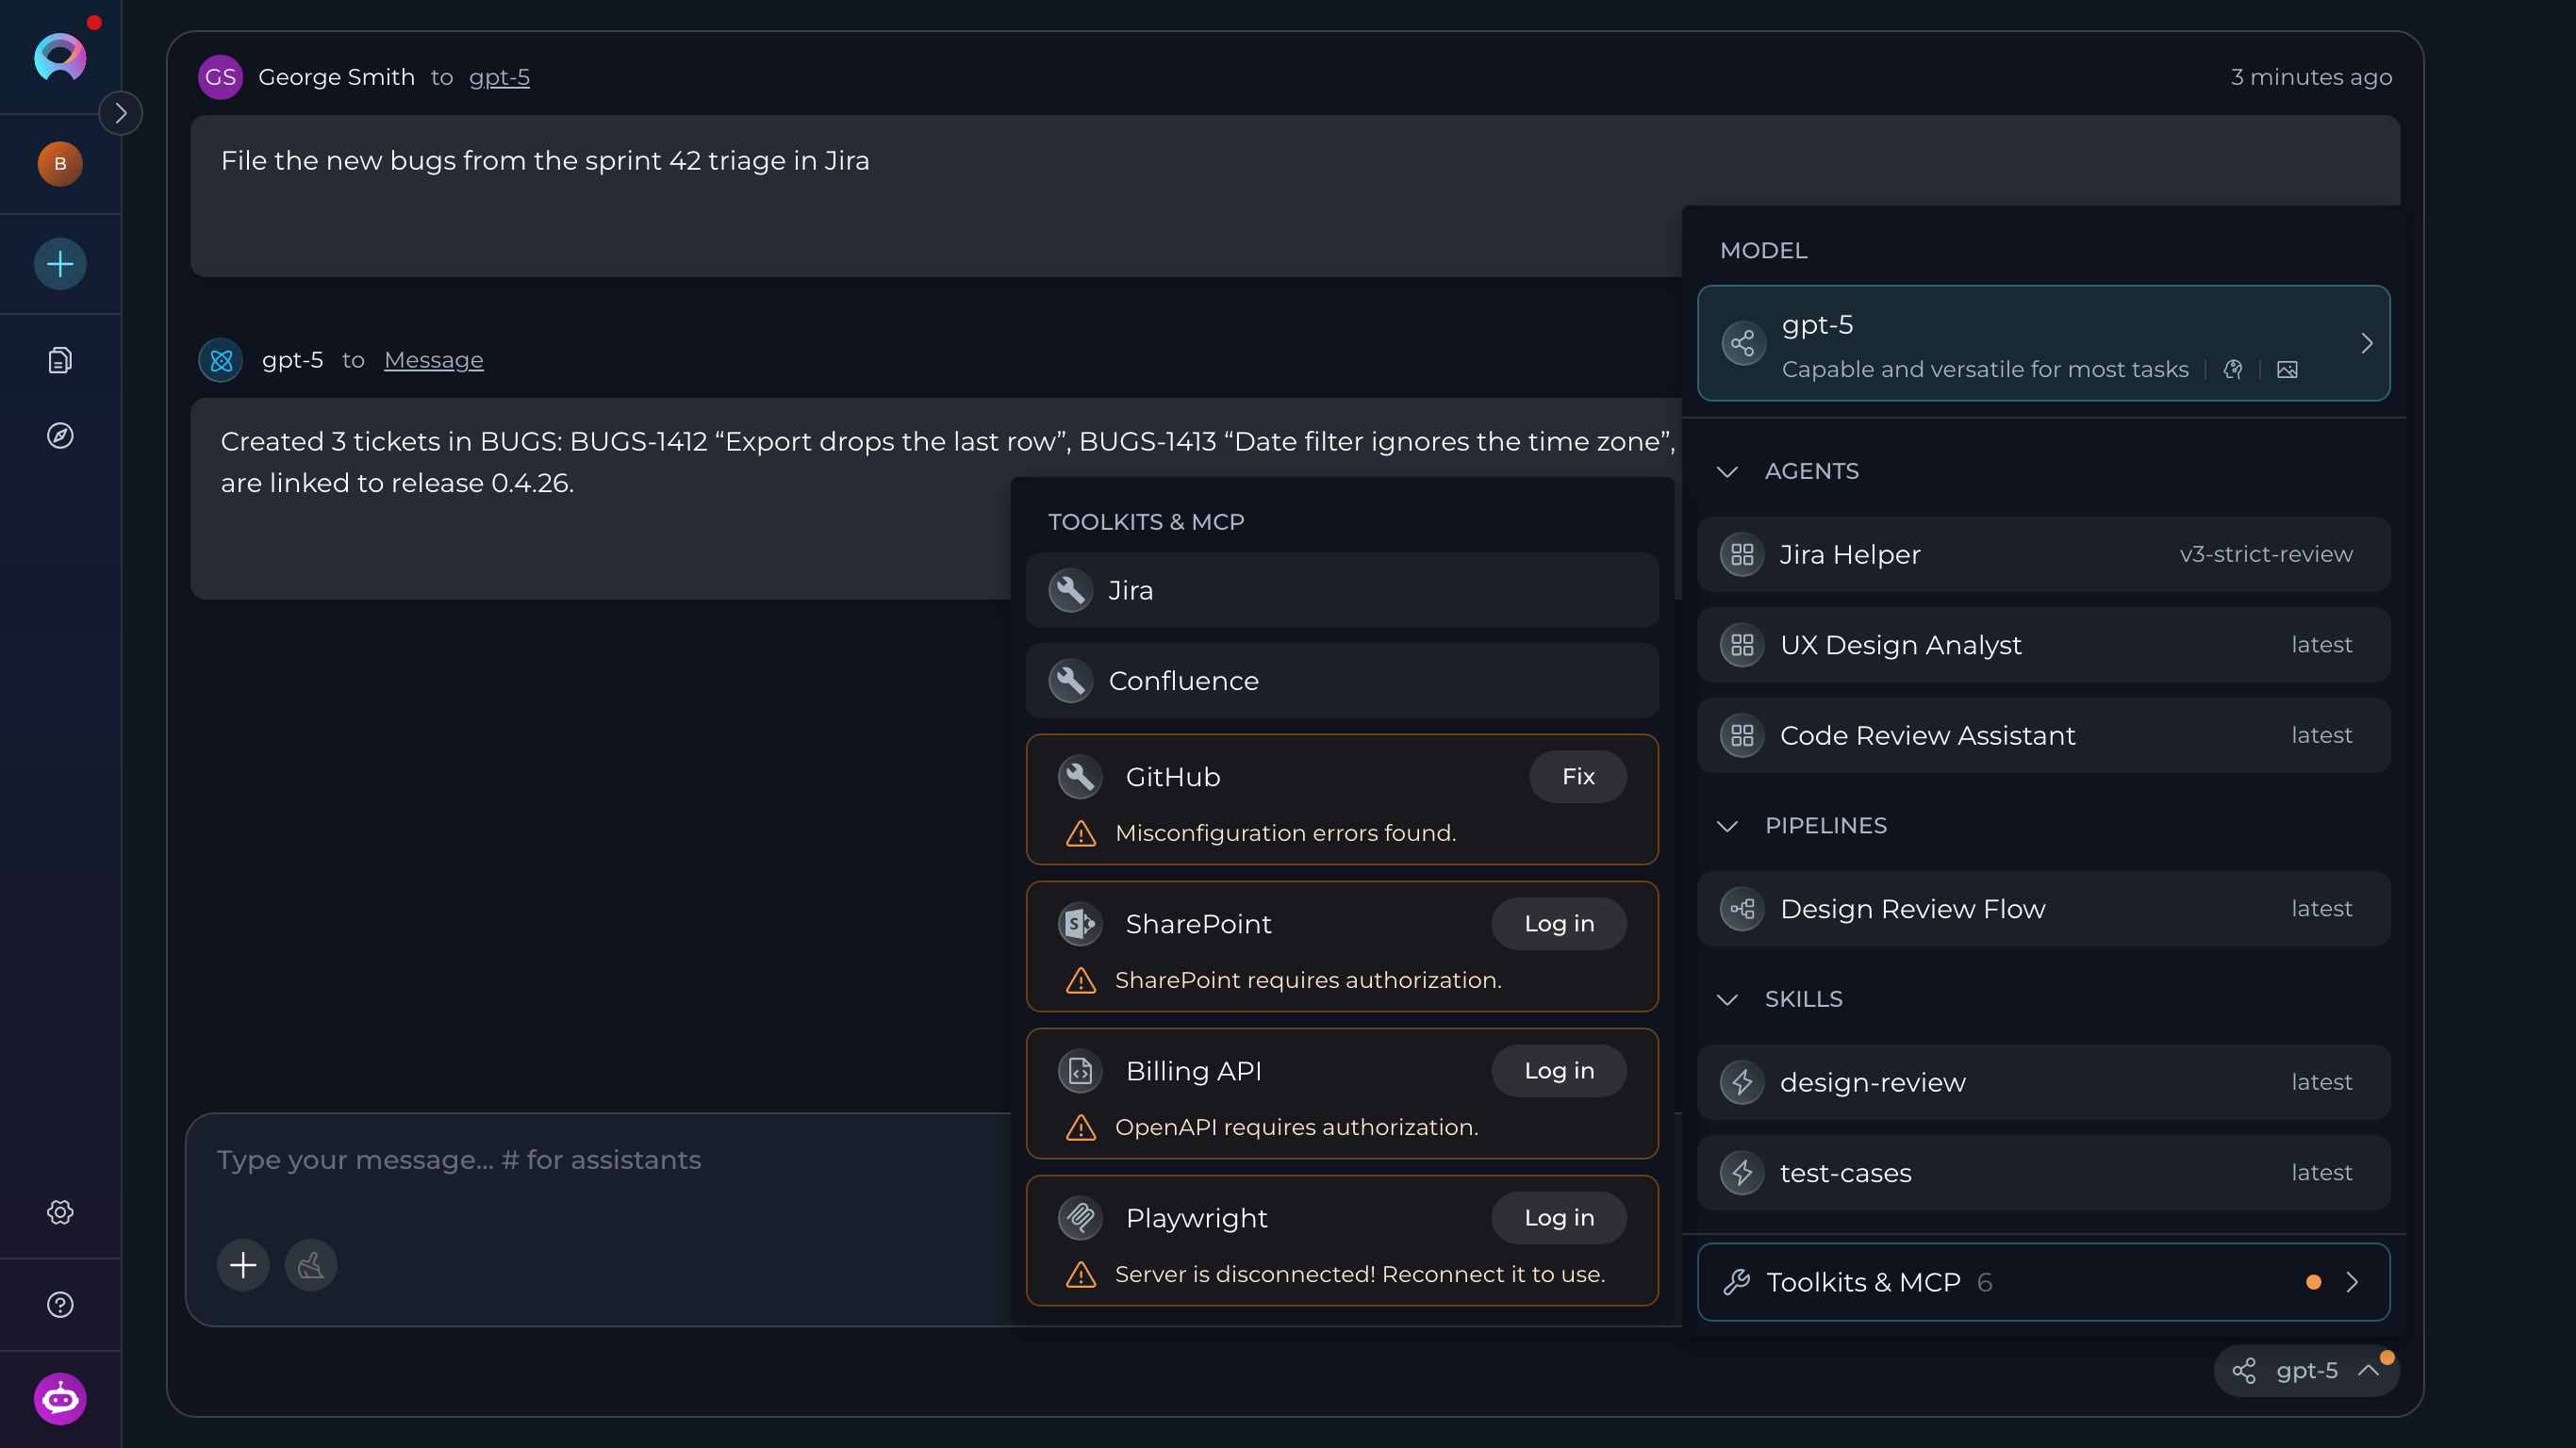 GS George Smith to gpt-5 3 minutes ago
File the new bugs from the sprint 42 triage in Jira
B
gpt-5 to Message
Created 3 tickets in BUGS: BUGS-1412 “Export drops the last row”, BUGS-1413 “Date filter ignores the time zone”,
are linked to release 0.4.26.
TOOLKITS & MCP
Jira
Confluence
GitHub Fix
Misconfiguration errors found.
SharePoint Log in
SharePoint requires authorization.
Billing API Log in
OpenAPI requires authorization.
Playwright Log in
Server is disconnected! Reconnect it to use.
MODEL
gpt-5
Capable and versatile for most tasks
AGENTS
Jira Helper v3-strict-review
UX Design Analyst latest
Code Review Assistant latest
PIPELINES
Design Review Flow latest
SKILLS
design-review latest
test-cases latest
Toolkits & MCP 6
Type your message... # for assistants
gpt-5